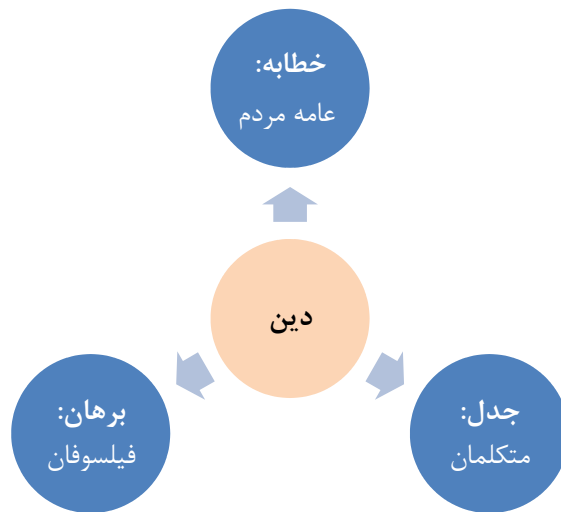 خطابه:
عامه مردم
دین
جدل:
متکلمان
برهان:
فیلسوفان